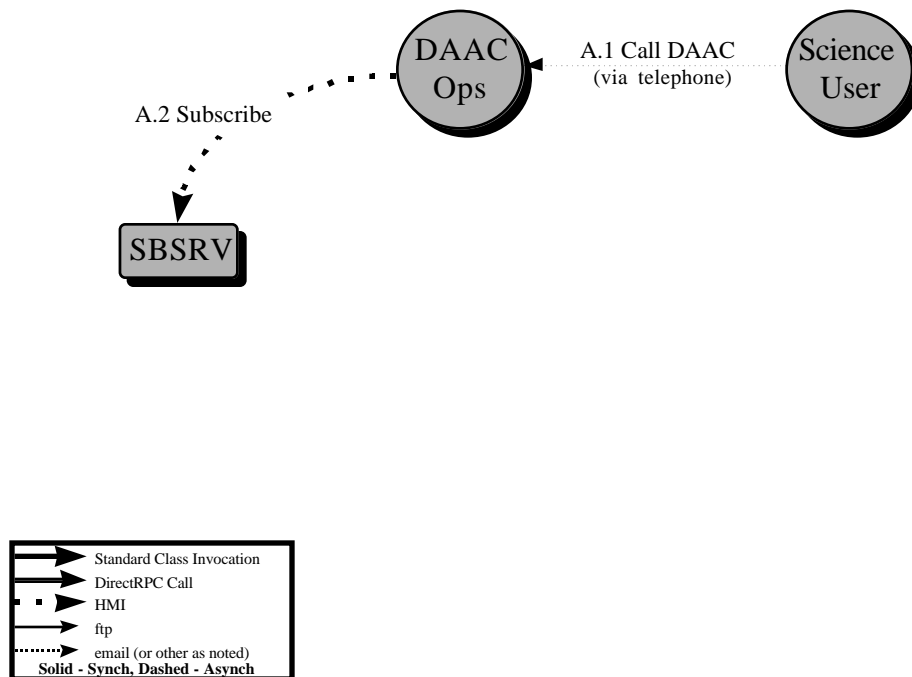 DAAC
Ops
A.1 Call DAAC
(via telephone)
Science
User
A.2 Subscribe
SBSRV
Standard Class Invocation
DirectRPC Call
HMI
ftp
email (or other as noted)
Solid - Synch, Dashed - Asynch